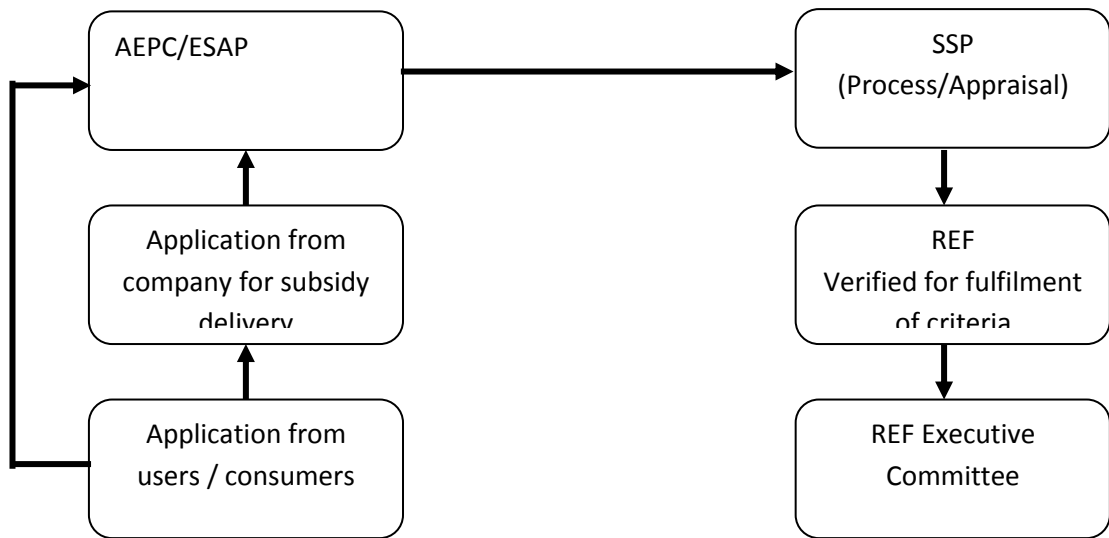 AEPC/ESAP
SSP
(Process/Appraisal)
Application from
company for subsidy
delivery
REF
Verified for fulfilment
of criteria
Application from
users / consumers
REF Executive
Committee